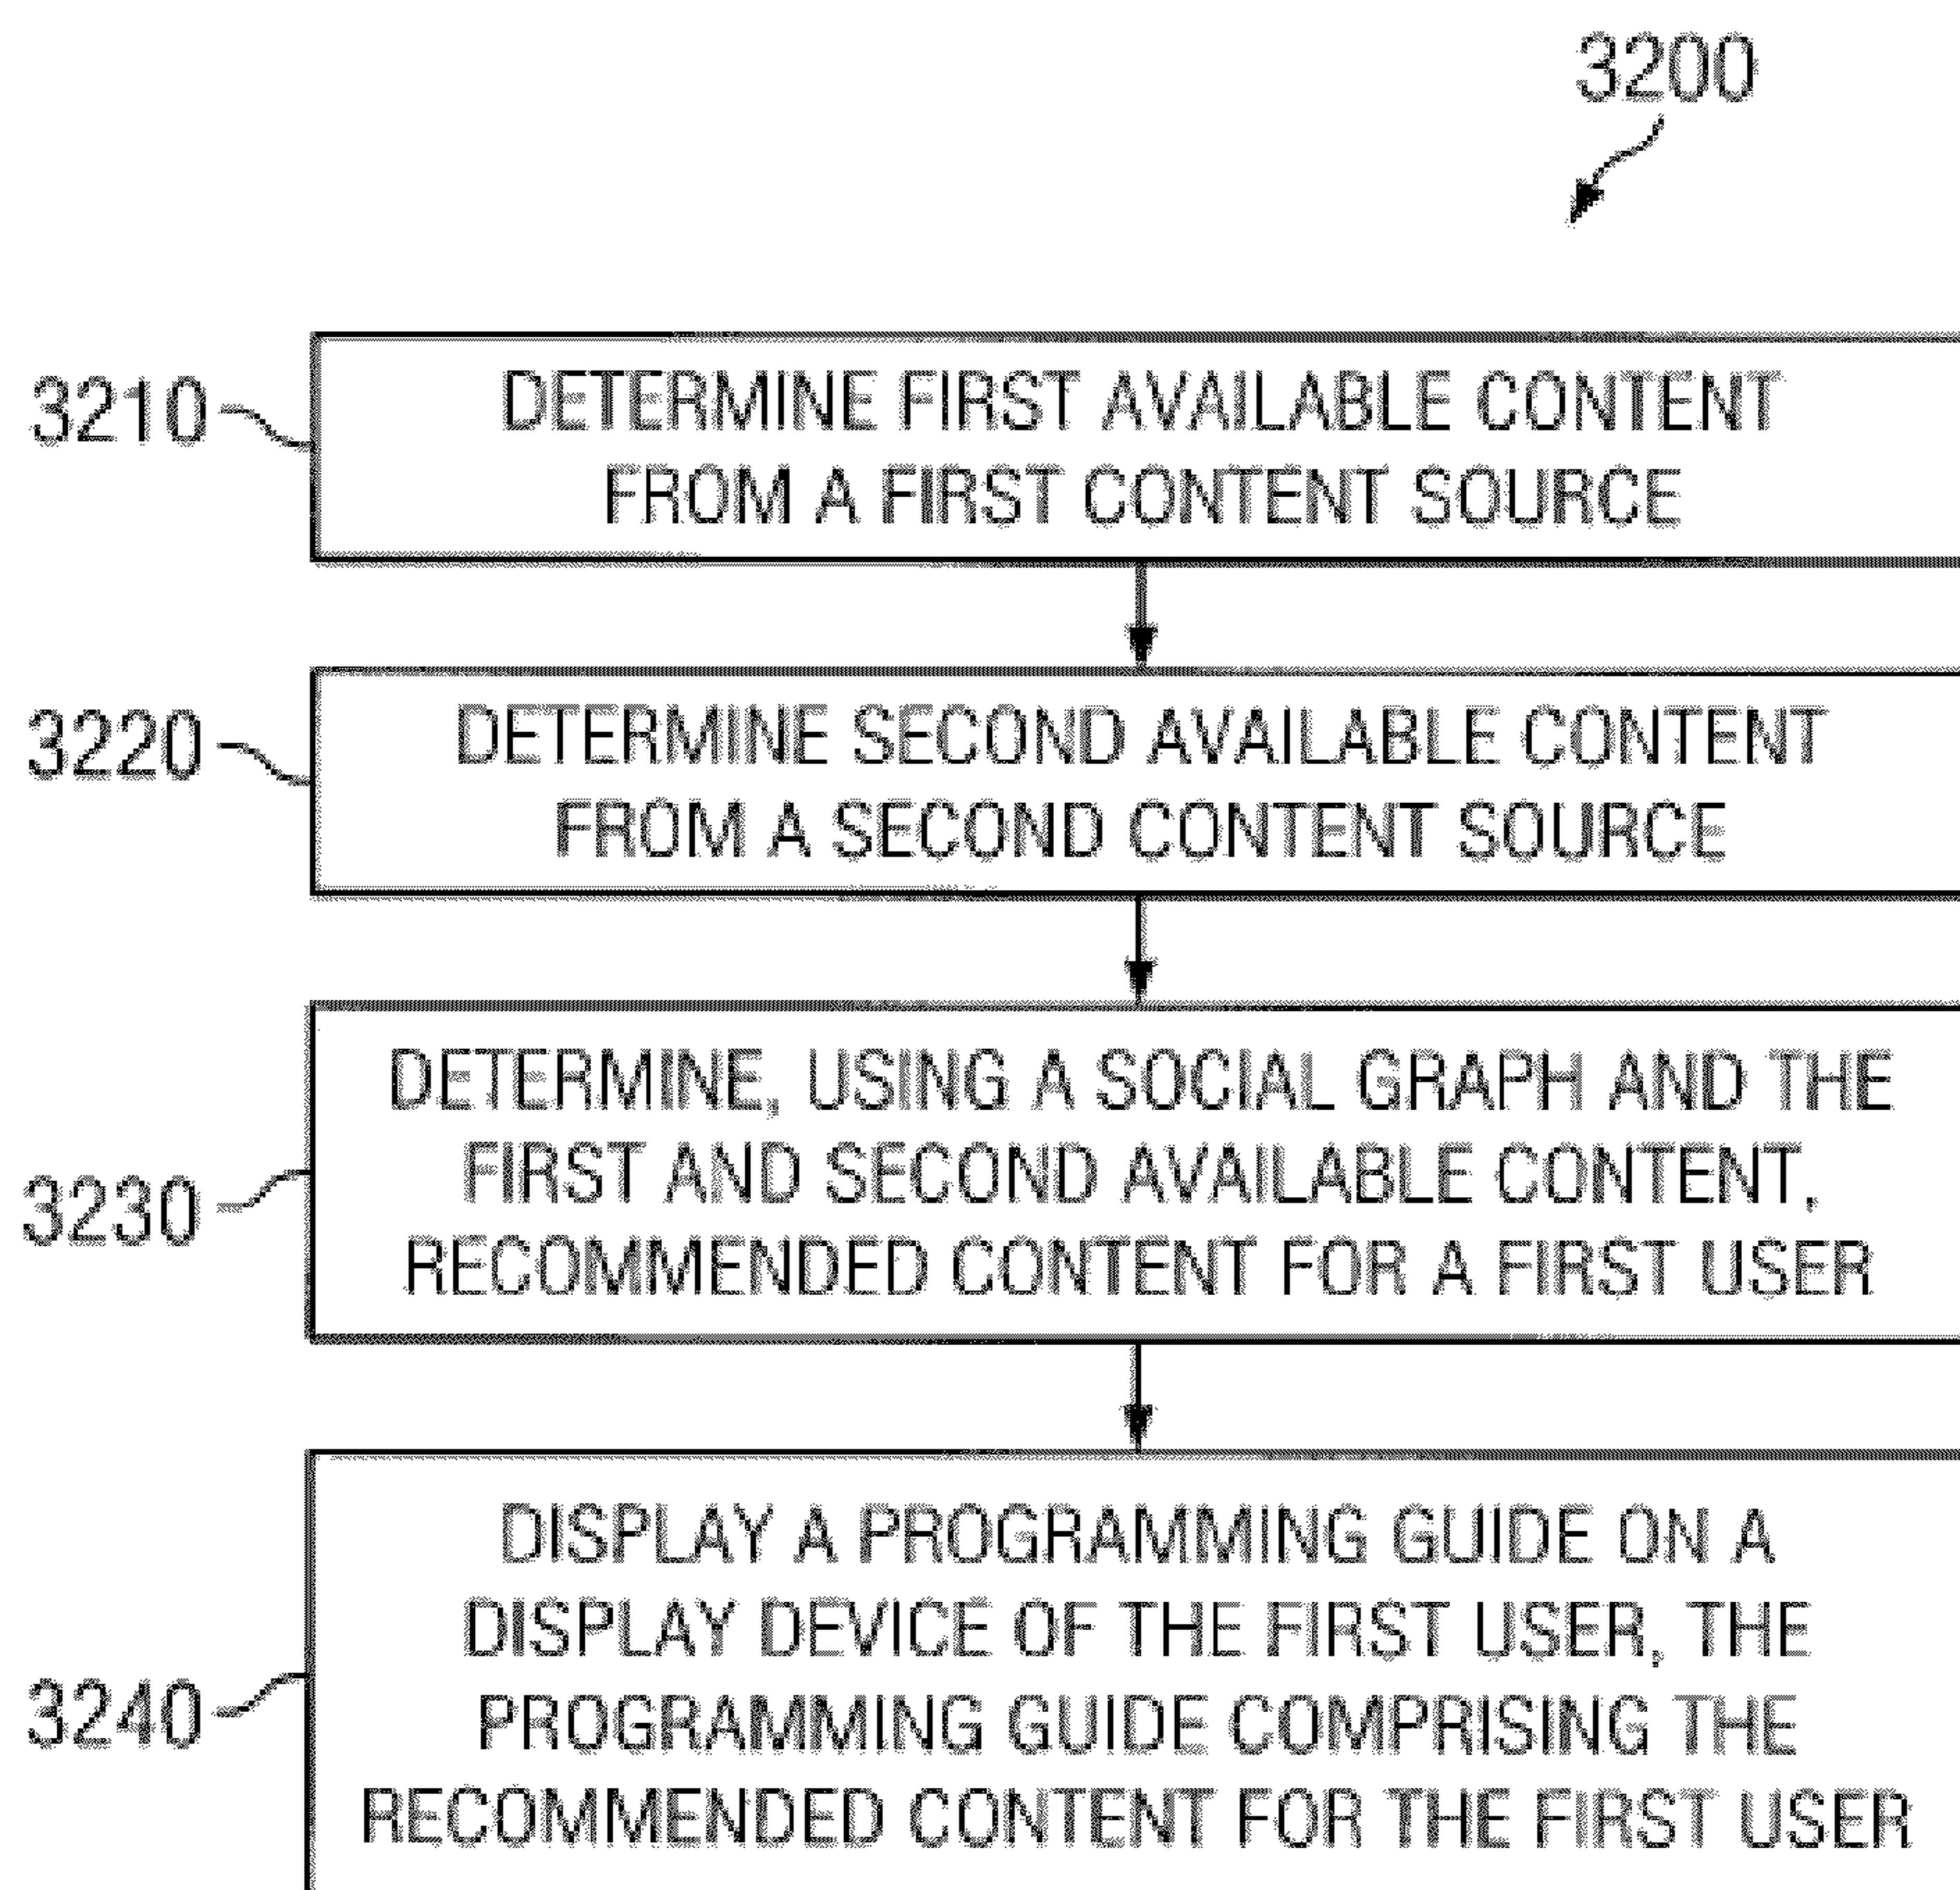 3200
3210
DETERMINE FIRST AVAILABLE CONTENT
FROM A FIRST CONTENT SOURCE
3220
DETERMINE SECOND AVAILABLE CONTENT
FROM A SECOND CONTENT SOURCE
3230
DETERMINE, USING A SOCIAL GRAPH AND THE
FIRST AND SECOND AVAILABLE CONTENT,
RECOMMENDED CONTENT FOR A FIRST USER
3240
DISPLAY A PROGRAMMING GUIDE ON A
DISPLAY DEVICE OF THE FIRST USER, THE
PROGRAMMING GUIDE COMPRISING THE
RECOMMENDED CONTENT FOR THE FIRST USER